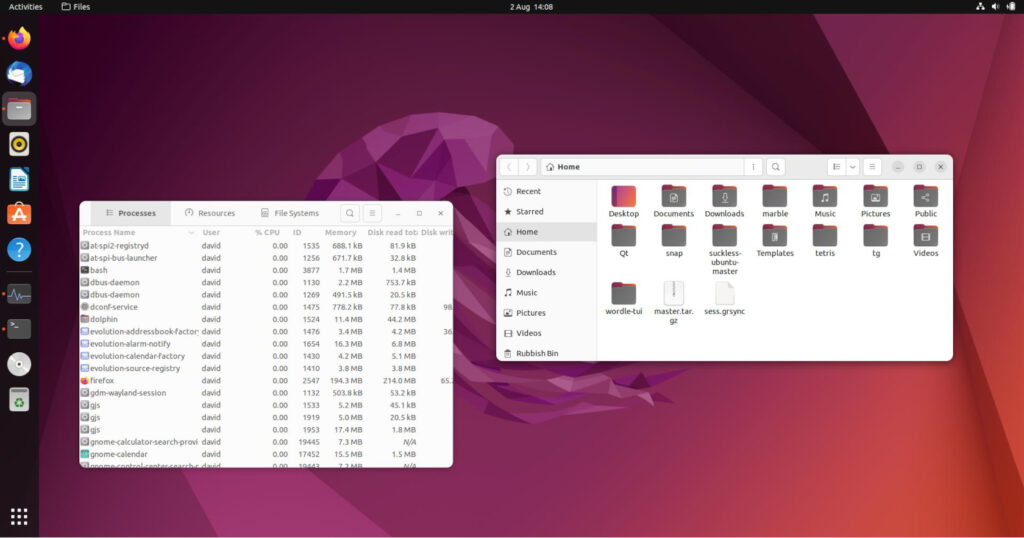 Activities Files 2 Aug 14:08
Processes Resources File Systems
Process Name User % CPU ID Memory Disk read tota Disk writ
at-spi2-registryd david 0.00 1535 688.1 kB 81.9 kB
at-spi-bus-launcher david 0.00 1256 671.7 kB 32.8 kB
bash david 0.00 3877 1.7 MB 1.4 MB
dbus-daemon david 0.00 1130 2.2 MB 753.7 kB
dbus-daemon david 0.00 1269 491.5 kB 20.5 kB
dconf-service david 0.00 1475 778.2 kB 77.8 kB 98.
dolphin david 0.00 1524 11.4 MB 44.2 MB
evolution-addressbook-factory david 0.00 1476 3.4 MB 4.2 MB 36.
evolution-alarm-notify david 0.00 1654 16.3 MB 6.8 MB
evolution-calendar-factory david 0.00 1430 4.2 MB 5.1 MB
evolution-source-registry david 0.00 1410 3.8 MB 3.8 MB
firefox david 0.00 2547 194.3 MB 214.0 MB 65.
gdm-wayland-session david 0.00 1132 503.8 kB 53.2 kB
gjs david 0.00 1533 5.2 MB 45.1 kB
gjs david 0.00 1919 5.0 MB 20.5 kB
gjs david 0.00 1953 17.4 MB 1.8 MB
gnome-calculator-search-provi david 0.00 19445 7.3 MB N/A
gnome-calendar david 0.00 17452 15.5 MB 1.5 MB
gnome-control-center-search-p david 0.00 19443 7.2 MB N/A
Home
Recent
Starred
Home
Documents
Downloads
Music
Pictures
Videos
Rubbish Bin
Desktop Documents Downloads marble Music Pictures Public
Qt snap suckless-ubuntu-master Templates tetris tg Videos
wordle-tui master.tar.gz sess.grsync